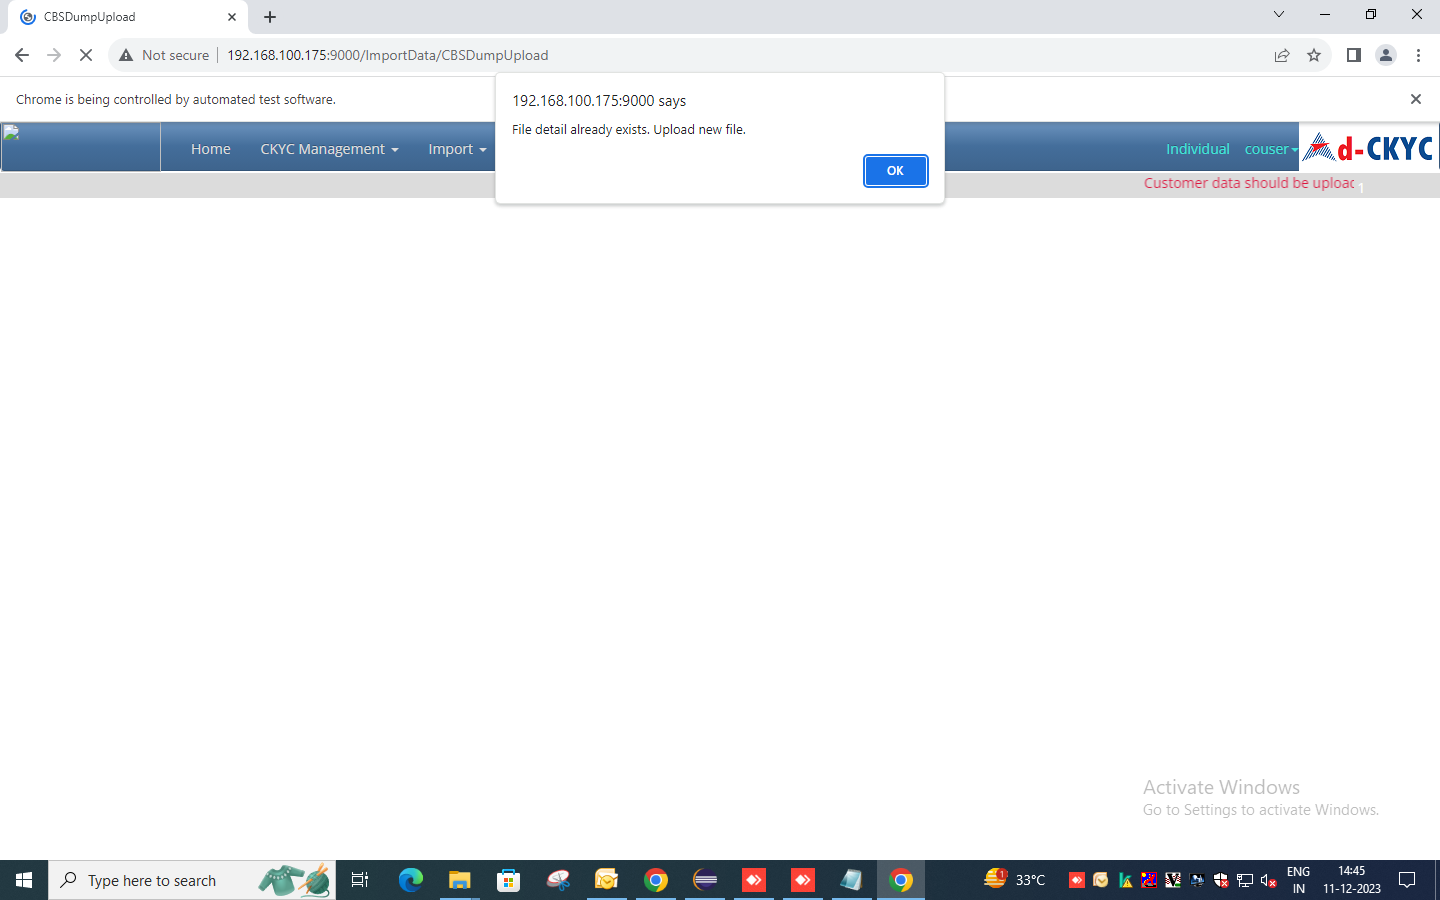 CBSDumpUpload
Not secure
192.168.100.175:9000/ImportData/CBSDumpUpload
Chrome is being controlled by automated test software.
192.168.100.175:9000 says
File detail already exists. Upload new file.
OK
Home
CKYC Management
Import
Individual
couser
d-CKYC
Customer data should be uploac
1
Activate Windows
Go to Settings to activate Windows.
Type here to search
1
33°C
ENG
IN
14:45
11-12-2023